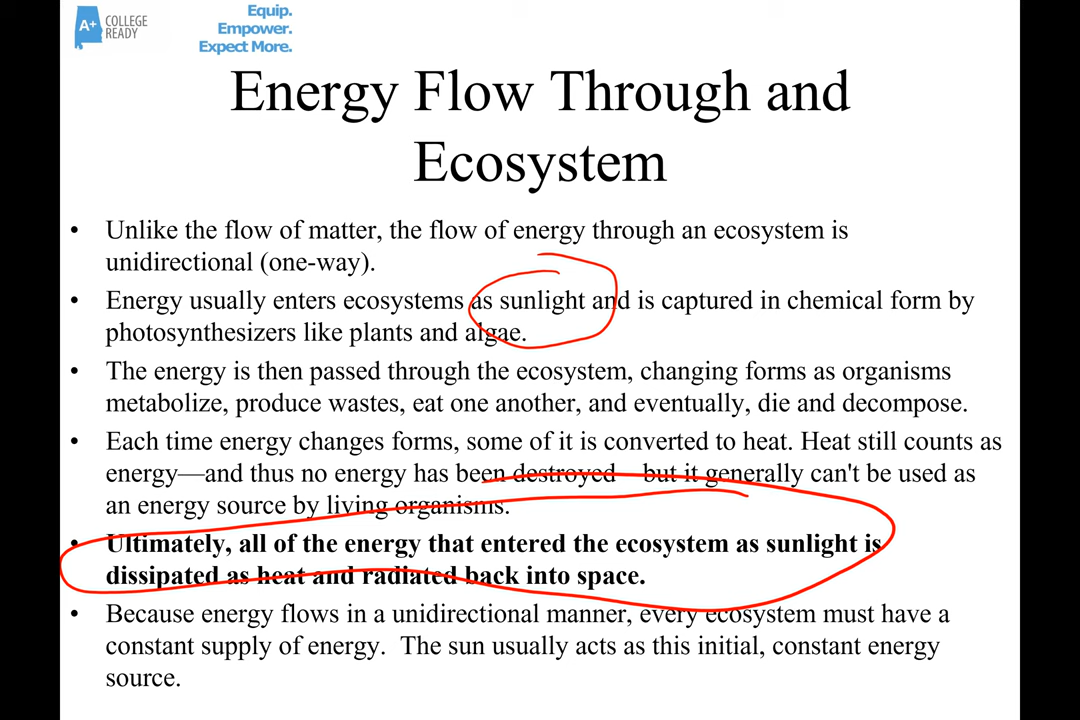 A+ COLLEGE
READY
Equip.
Empower.
Expect More.
Energy Flow Through and
Ecosystem
• Unlike the flow of matter, the flow of energy through an ecosystem is
unidirectional (one-way).
• Energy usually enters ecosystems as sunlight and is captured in chemical form by
photosynthesizers like plants and algae.
• The energy is then passed through the ecosystem, changing forms as organisms
metabolize, produce wastes, eat one another, and eventually, die and decompose.
• Each time energy changes forms, some of it is converted to heat. Heat still counts as
energy—and thus no energy has been destroyed—but it generally can't be used as
an energy source by living organisms.
• Ultimately, all of the energy that entered the ecosystem as sunlight is
dissipated as heat and radiated back into space.
• Because energy flows in a unidirectional manner, every ecosystem must have a
constant supply of energy.  The sun usually acts as this initial, constant energy
source.